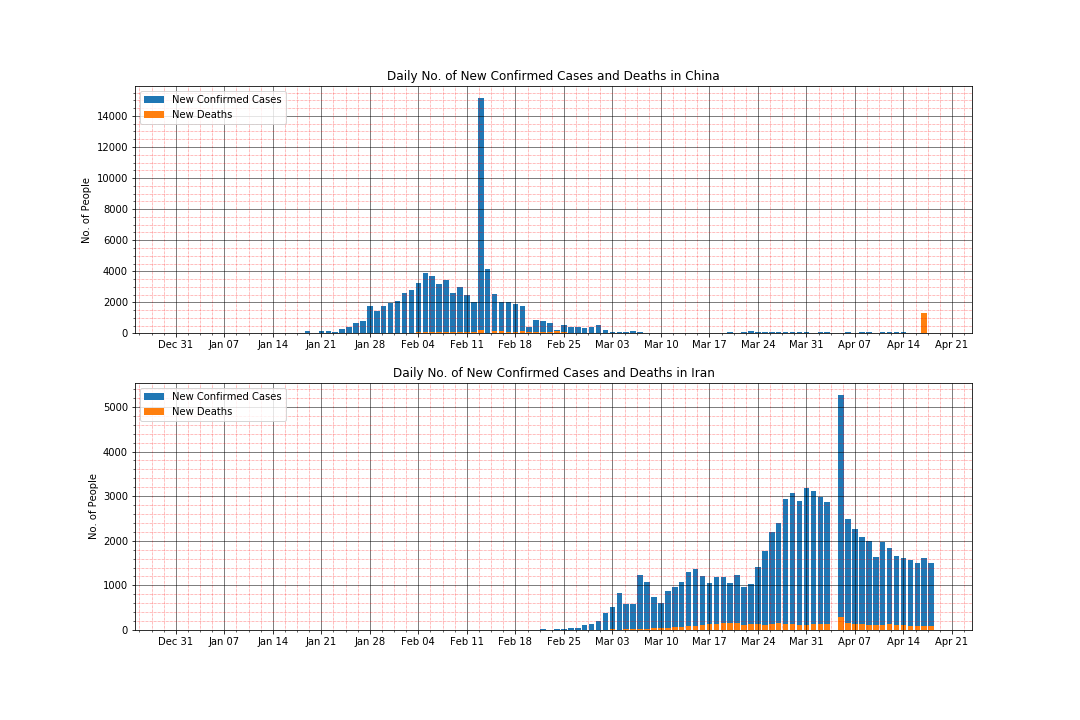 Daily No. of New Confirmed Cases and Deaths in China
New Confirmed Cases
New Deaths
No. of People
14000
12000
10000
8000
6000
4000
2000
0
Dec 31 Jan 07 Jan 14 Jan 21 Jan 28 Feb 04 Feb 11 Feb 18 Feb 25 Mar 03 Mar 10 Mar 17 Mar 24 Mar 31 Apr 07 Apr 14 Apr 21
Daily No. of New Confirmed Cases and Deaths in Iran
New Confirmed Cases
New Deaths
No. of People
5000
4000
3000
2000
1000
0
Dec 31 Jan 07 Jan 14 Jan 21 Jan 28 Feb 04 Feb 11 Feb 18 Feb 25 Mar 03 Mar 10 Mar 17 Mar 24 Mar 31 Apr 07 Apr 14 Apr 21